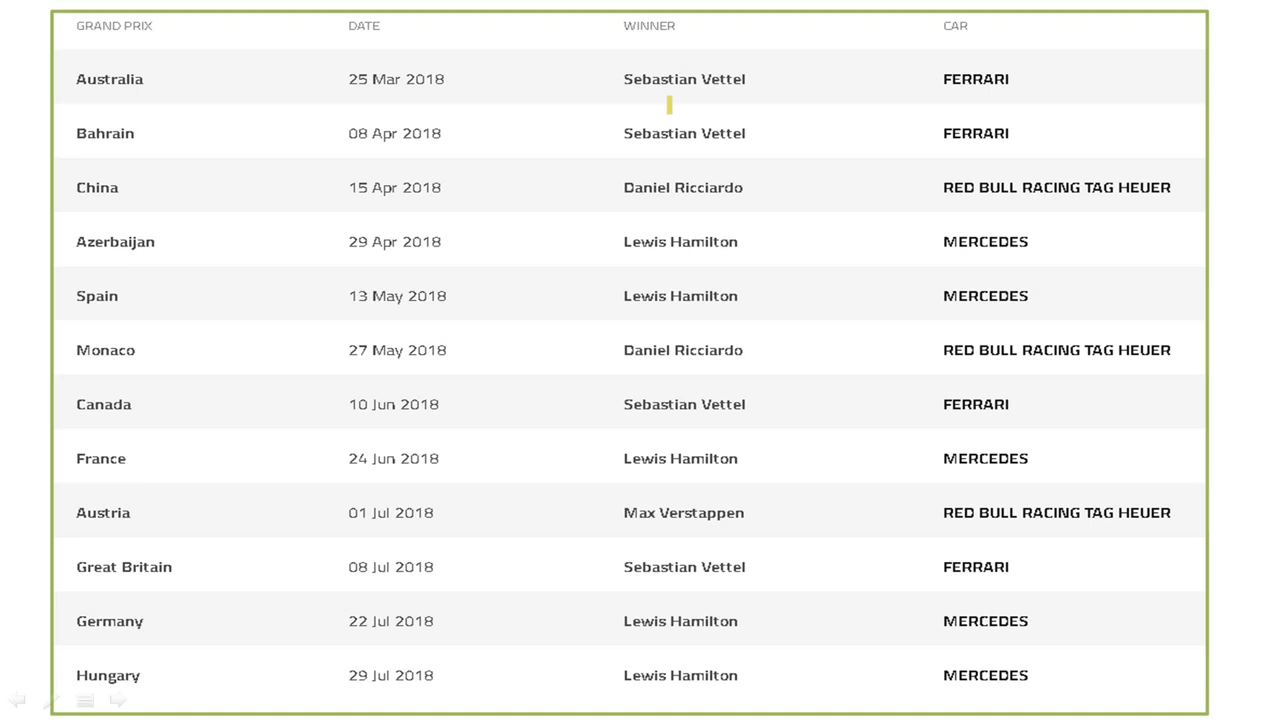 GRAND PRIX DATE WINNER CAR
Australia 25 Mar 2018 Sebastian Vettel FERRARI
Bahrain 08 Apr 2018 Sebastian Vettel FERRARI
China 15 Apr 2018 Daniel Ricciardo RED BULL RACING TAG HEUER
Azerbaijan 29 Apr 2018 Lewis Hamilton MERCEDES
Spain 13 May 2018 Lewis Hamilton MERCEDES
Monaco 27 May 2018 Daniel Ricciardo RED BULL RACING TAG HEUER
Canada 10 Jun 2018 Sebastian Vettel FERRARI
France 24 Jun 2018 Lewis Hamilton MERCEDES
Austria 01 Jul 2018 Max Verstappen RED BULL RACING TAG HEUER
Great Britain 08 Jul 2018 Sebastian Vettel FERRARI
Germany 22 Jul 2018 Lewis Hamilton MERCEDES
Hungary 29 Jul 2018 Lewis Hamilton MERCEDES